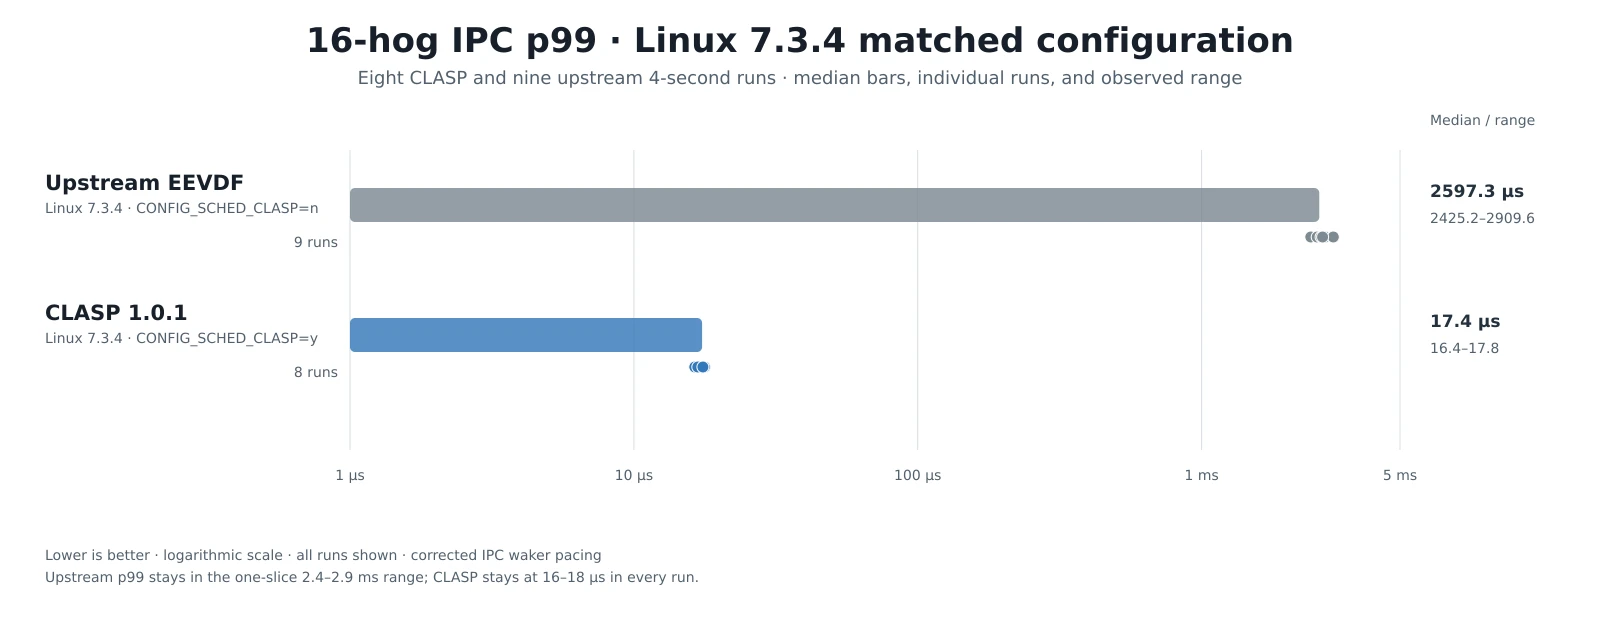 16-hog IPC p99 · Linux 7.3.4 matched configuration
Eight CLASP and nine upstream 4-second runs · median bars, individual runs, and observed range
Median / range
Upstream EEVDF
Linux 7.3.4 · CONFIG_SCHED_CLASP=n
9 runs
2597.3 µs
2425.2–2909.6
CLASP 1.0.1
Linux 7.3.4 · CONFIG_SCHED_CLASP=y
8 runs
17.4 µs
16.4–17.8
1 µs
10 µs
100 µs
1 ms
5 ms
Lower is better · logarithmic scale · all runs shown · corrected IPC waker pacing
Upstream p99 stays in the one-slice 2.4–2.9 ms range; CLASP stays at 16–18 µs in every run.